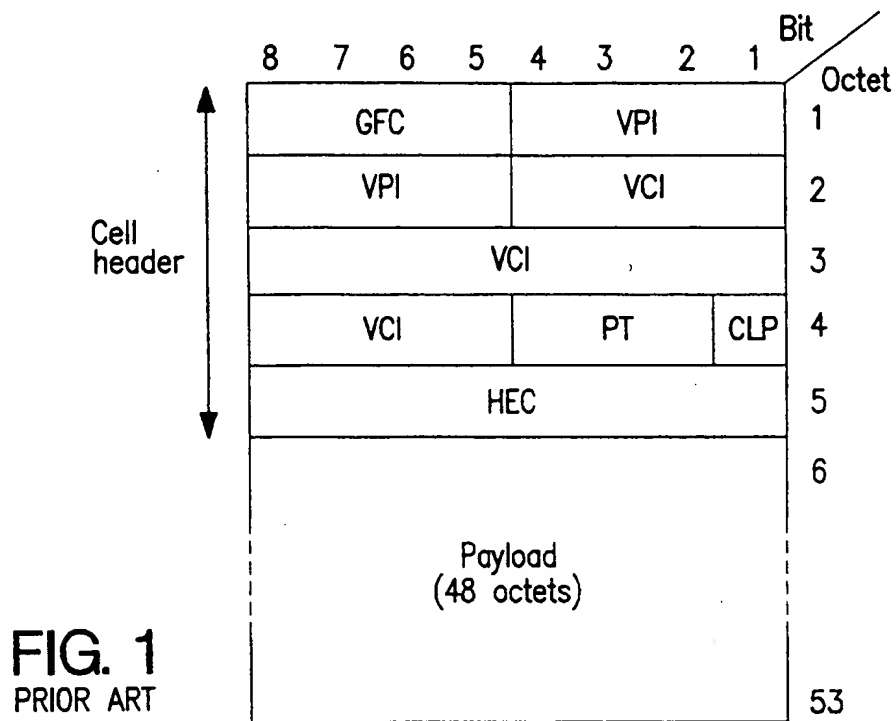 Bit
8 7 6 5 4 3 2 1
Octet
GFC VPI 1
VPI VCI 2
Cell
header
VCI 3
VCI PT CLP 4
HEC 5
6
Payload
(48 octets)
FIG. 1
PRIOR ART
53